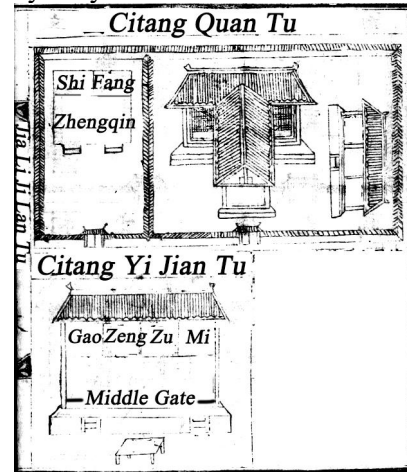 Citang Quan Tu
Shi Fang
Zhengqin
Jia Li Ji Lan Tu
Citang Yi Jian Tu
Gao Zeng Zu Mi
Middle Gate